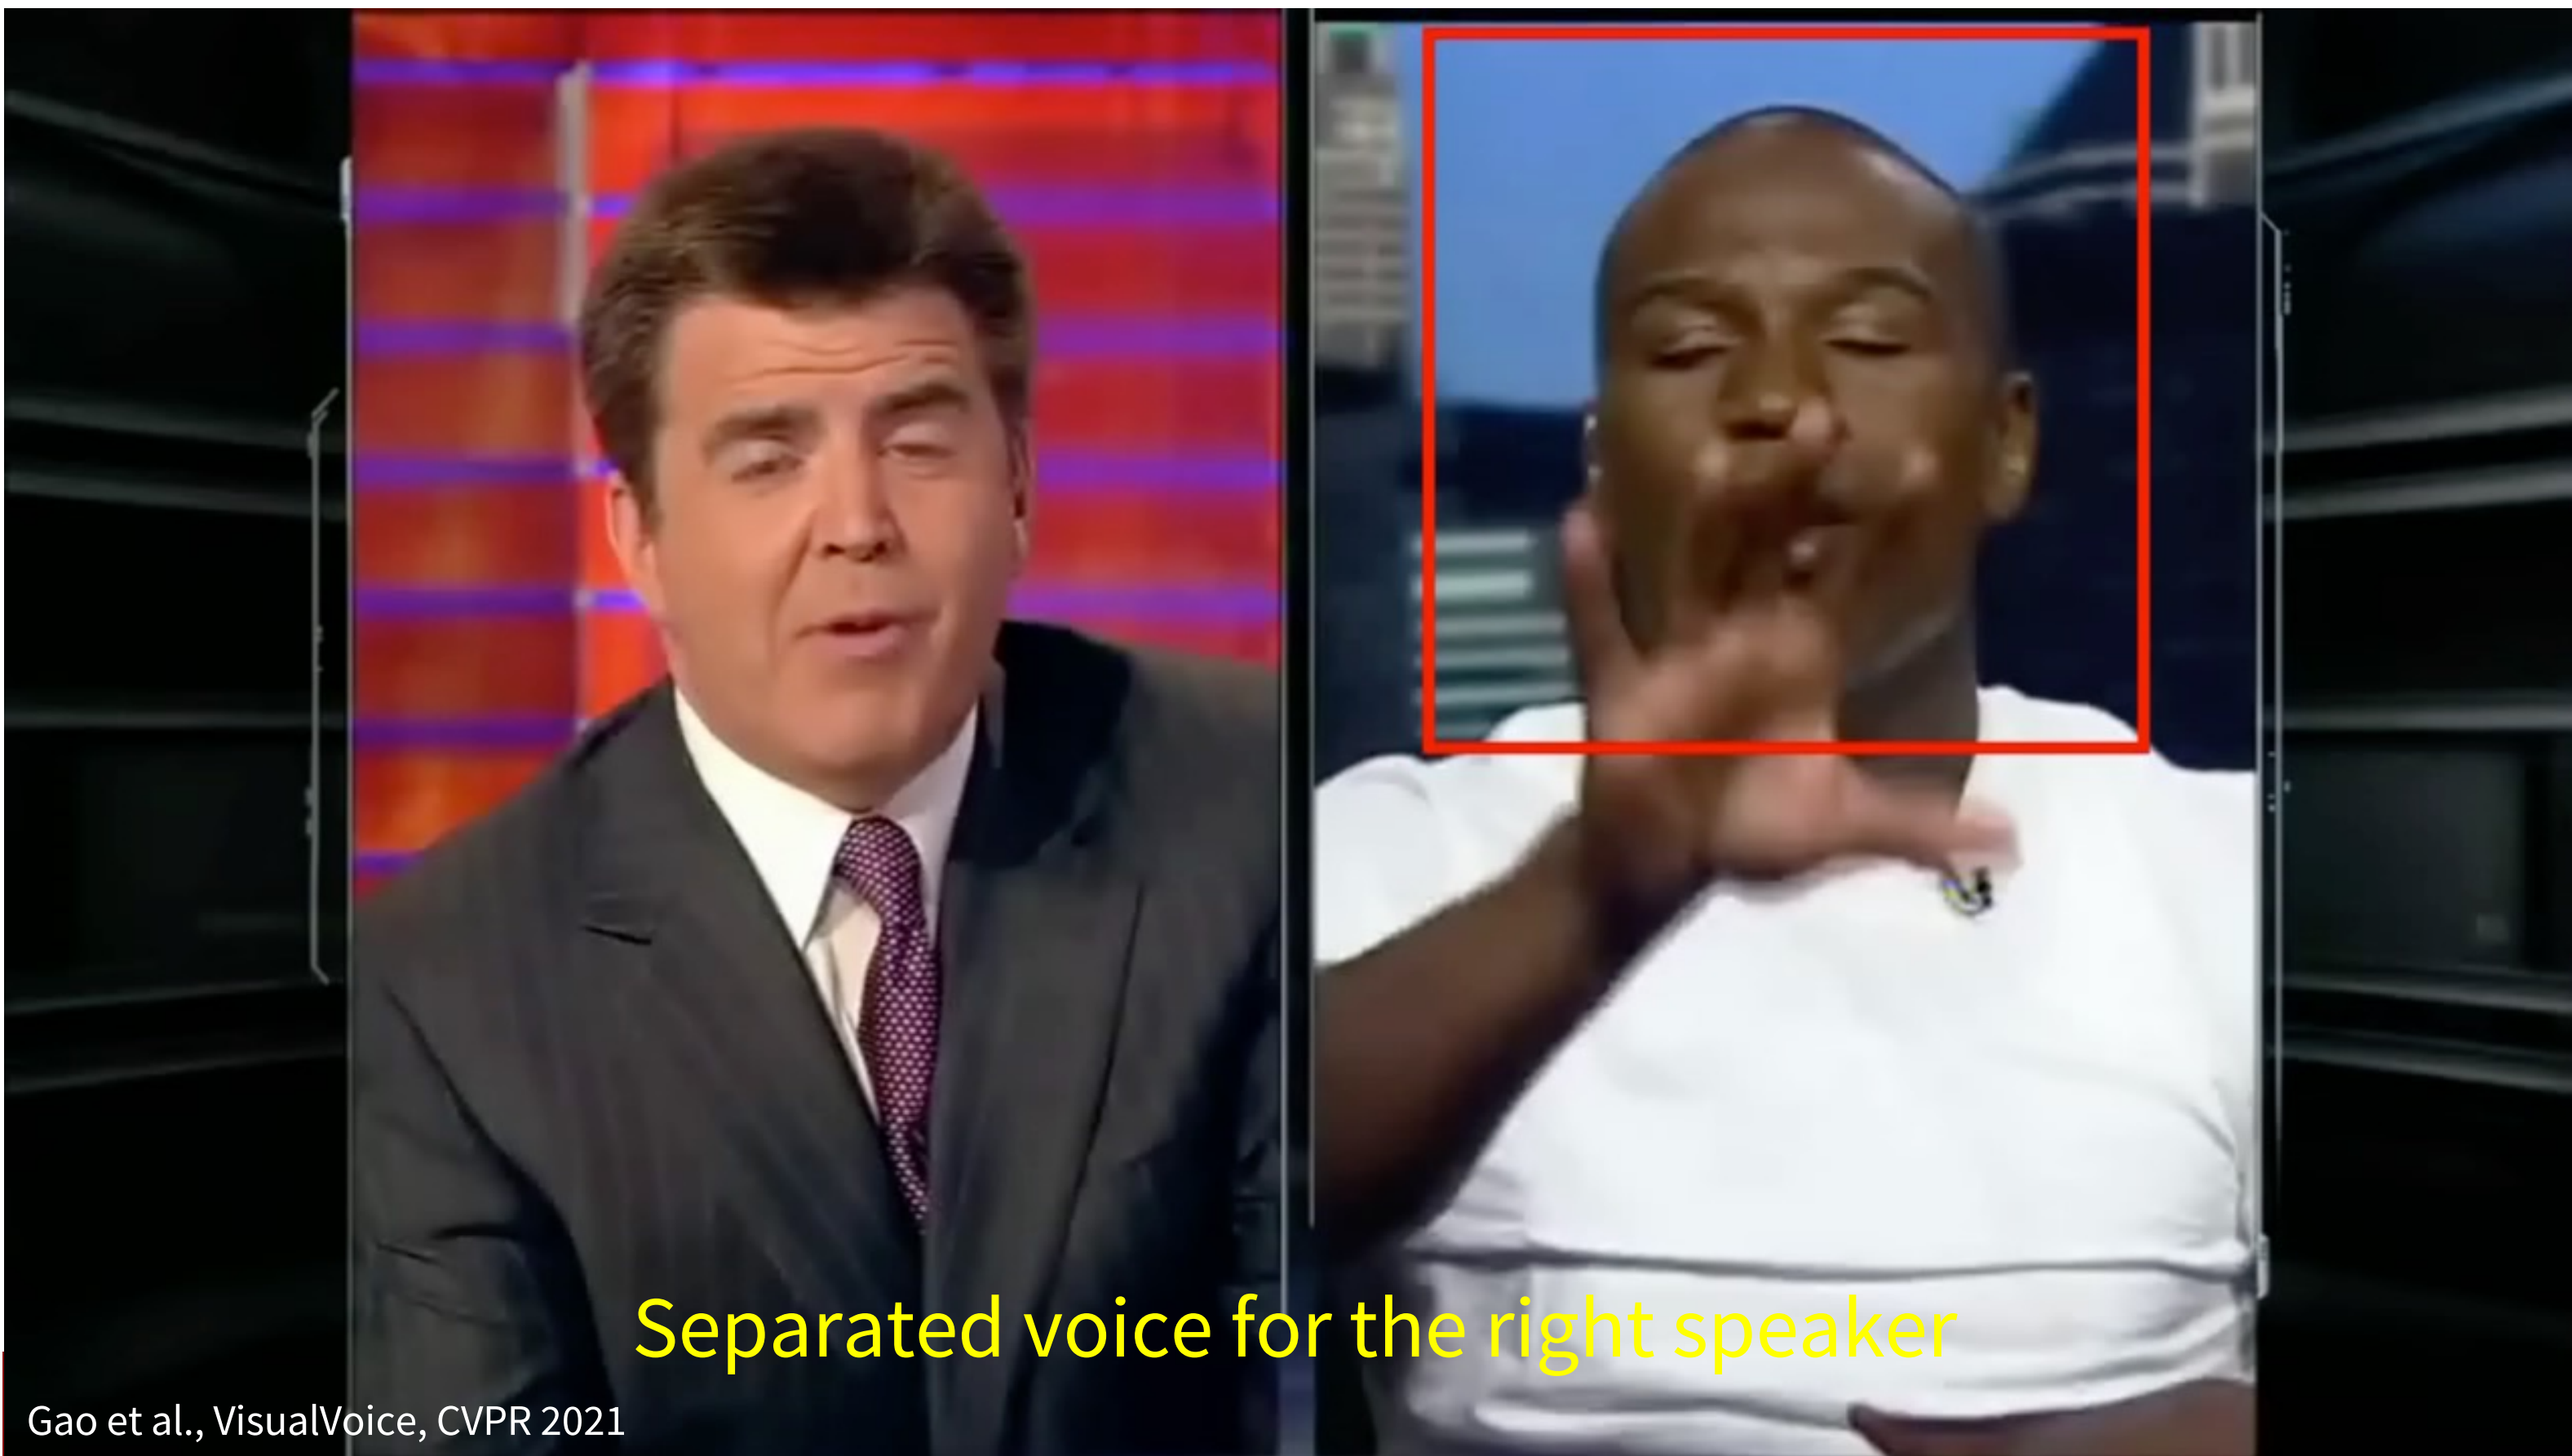 Separated voice for the right speaker
Gao et al., VisualVoice, CVPR 2021